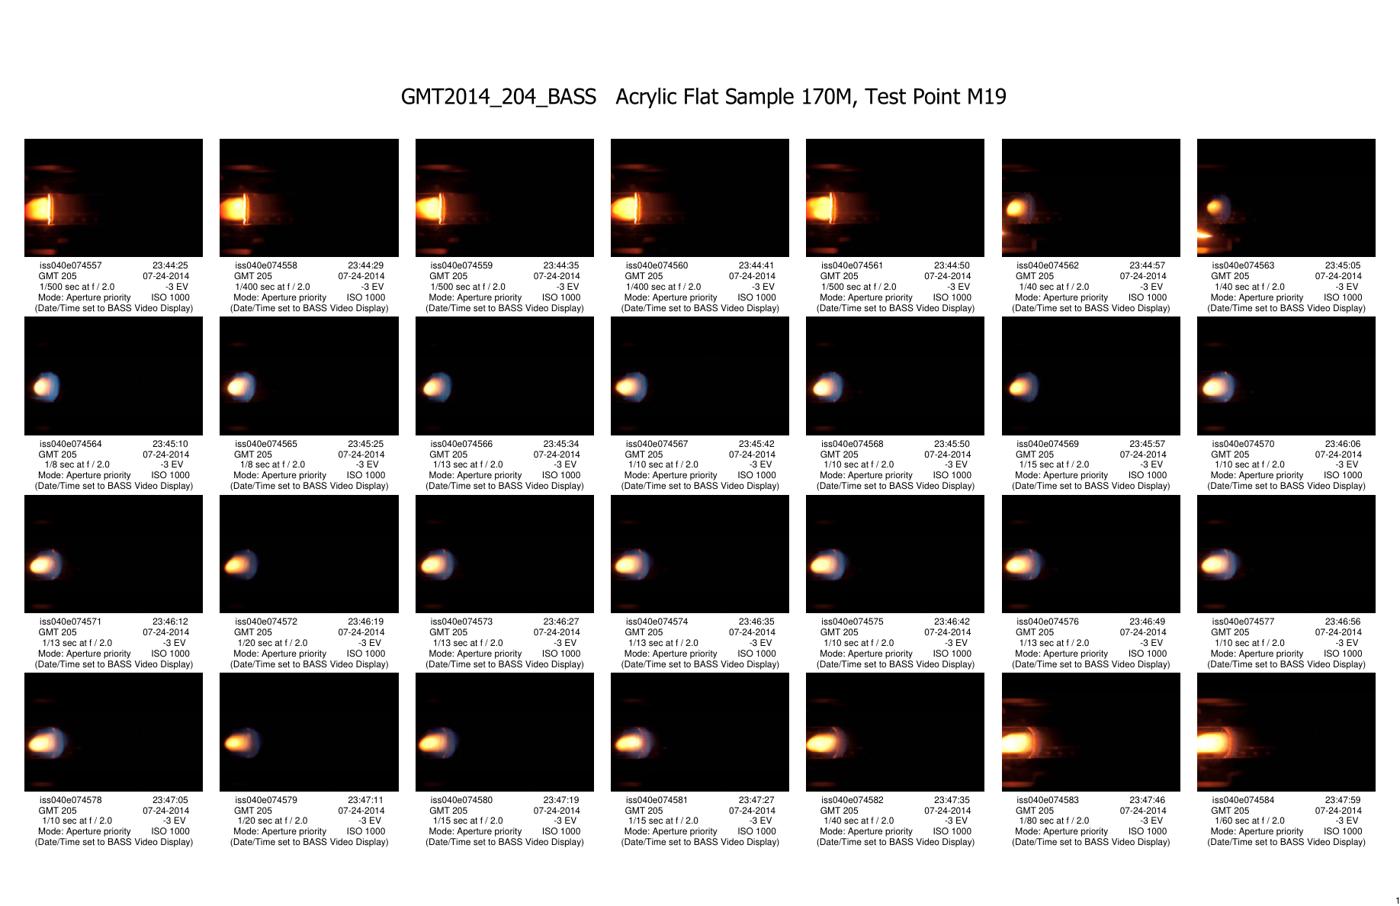 GMT2014_204_BASS Acrylic Flat Sample 170M, Test Point M19
iss040e074557 23:44:25
GMT 205 07-24-2014
1/500 sec at f / 2.0 -3 EV
Mode: Aperture priority ISO 1000
(Date/Time set to BASS Video Display)
iss040e074558 23:44:29
GMT 205 07-24-2014
1/400 sec at f / 2.0 -3 EV
Mode: Aperture priority ISO 1000
(Date/Time set to BASS Video Display)
iss040e074559 23:44:35
GMT 205 07-24-2014
1/500 sec at f / 2.0 -3 EV
Mode: Aperture priority ISO 1000
(Date/Time set to BASS Video Display)
iss040e074560 23:44:41
GMT 205 07-24-2014
1/400 sec at f / 2.0 -3 EV
Mode: Aperture priority ISO 1000
(Date/Time set to BASS Video Display)
iss040e074561 23:44:50
GMT 205 07-24-2014
1/500 sec at f / 2.0 -3 EV
Mode: Aperture priority ISO 1000
(Date/Time set to BASS Video Display)
iss040e074562 23:44:57
GMT 205 07-24-2014
1/40 sec at f / 2.0 -3 EV
Mode: Aperture priority ISO 1000
(Date/Time set to BASS Video Display)
iss040e074563 23:45:05
GMT 205 07-24-2014
1/40 sec at f / 2.0 -3 EV
Mode: Aperture priority ISO 1000
(Date/Time set to BASS Video Display)
iss040e074564 23:45:10
GMT 205 07-24-2014
1/8 sec at f / 2.0 -3 EV
Mode: Aperture priority ISO 1000
(Date/Time set to BASS Video Display)
iss040e074565 23:45:25
GMT 205 07-24-2014
1/8 sec at f / 2.0 -3 EV
Mode: Aperture priority ISO 1000
(Date/Time set to BASS Video Display)
iss040e074566 23:45:34
GMT 205 07-24-2014
1/13 sec at f / 2.0 -3 EV
Mode: Aperture priority ISO 1000
(Date/Time set to BASS Video Display)
iss040e074567 23:45:42
GMT 205 07-24-2014
1/10 sec at f / 2.0 -3 EV
Mode: Aperture priority ISO 1000
(Date/Time set to BASS Video Display)
iss040e074568 23:45:50
GMT 205 07-24-2014
1/10 sec at f / 2.0 -3 EV
Mode: Aperture priority ISO 1000
(Date/Time set to BASS Video Display)
iss040e074569 23:45:57
GMT 205 07-24-2014
1/15 sec at f / 2.0 -3 EV
Mode: Aperture priority ISO 1000
(Date/Time set to BASS Video Display)
iss040e074570 23:46:06
GMT 205 07-24-2014
1/10 sec at f / 2.0 -3 EV
Mode: Aperture priority ISO 1000
(Date/Time set to BASS Video Display)
iss040e074571 23:46:12
GMT 205 07-24-2014
1/13 sec at f / 2.0 -3 EV
Mode: Aperture priority ISO 1000
(Date/Time set to BASS Video Display)
iss040e074572 23:46:19
GMT 205 07-24-2014
1/20 sec at f / 2.0 -3 EV
Mode: Aperture priority ISO 1000
(Date/Time set to BASS Video Display)
iss040e074573 23:46:27
GMT 205 07-24-2014
1/13 sec at f / 2.0 -3 EV
Mode: Aperture priority ISO 1000
(Date/Time set to BASS Video Display)
iss040e074574 23:46:35
GMT 205 07-24-2014
1/13 sec at f / 2.0 -3 EV
Mode: Aperture priority ISO 1000
(Date/Time set to BASS Video Display)
iss040e074575 23:46:42
GMT 205 07-24-2014
1/10 sec at f / 2.0 -3 EV
Mode: Aperture priority ISO 1000
(Date/Time set to BASS Video Display)
iss040e074576 23:46:49
GMT 205 07-24-2014
1/13 sec at f / 2.0 -3 EV
Mode: Aperture priority ISO 1000
(Date/Time set to BASS Video Display)
iss040e074577 23:46:56
GMT 205 07-24-2014
1/10 sec at f / 2.0 -3 EV
Mode: Aperture priority ISO 1000
(Date/Time set to BASS Video Display)
iss040e074578 23:47:05
GMT 205 07-24-2014
1/10 sec at f / 2.0 -3 EV
Mode: Aperture priority ISO 1000
(Date/Time set to BASS Video Display)
iss040e074579 23:47:11
GMT 205 07-24-2014
1/20 sec at f / 2.0 -3 EV
Mode: Aperture priority ISO 1000
(Date/Time set to BASS Video Display)
iss040e074580 23:47:19
GMT 205 07-24-2014
1/15 sec at f / 2.0 -3 EV
Mode: Aperture priority ISO 1000
(Date/Time set to BASS Video Display)
iss040e074581 23:47:27
GMT 205 07-24-2014
1/15 sec at f / 2.0 -3 EV
Mode: Aperture priority ISO 1000
(Date/Time set to BASS Video Display)
iss040e074582 23:47:35
GMT 205 07-24-2014
1/40 sec at f / 2.0 -3 EV
Mode: Aperture priority ISO 1000
(Date/Time set to BASS Video Display)
iss040e074583 23:47:46
GMT 205 07-24-2014
1/80 sec at f / 2.0 -3 EV
Mode: Aperture priority ISO 1000
(Date/Time set to BASS Video Display)
iss040e074584 23:47:59
GMT 205 07-24-2014
1/60 sec at f / 2.0 -3 EV
Mode: Aperture priority ISO 1000
(Date/Time set to BASS Video Display)